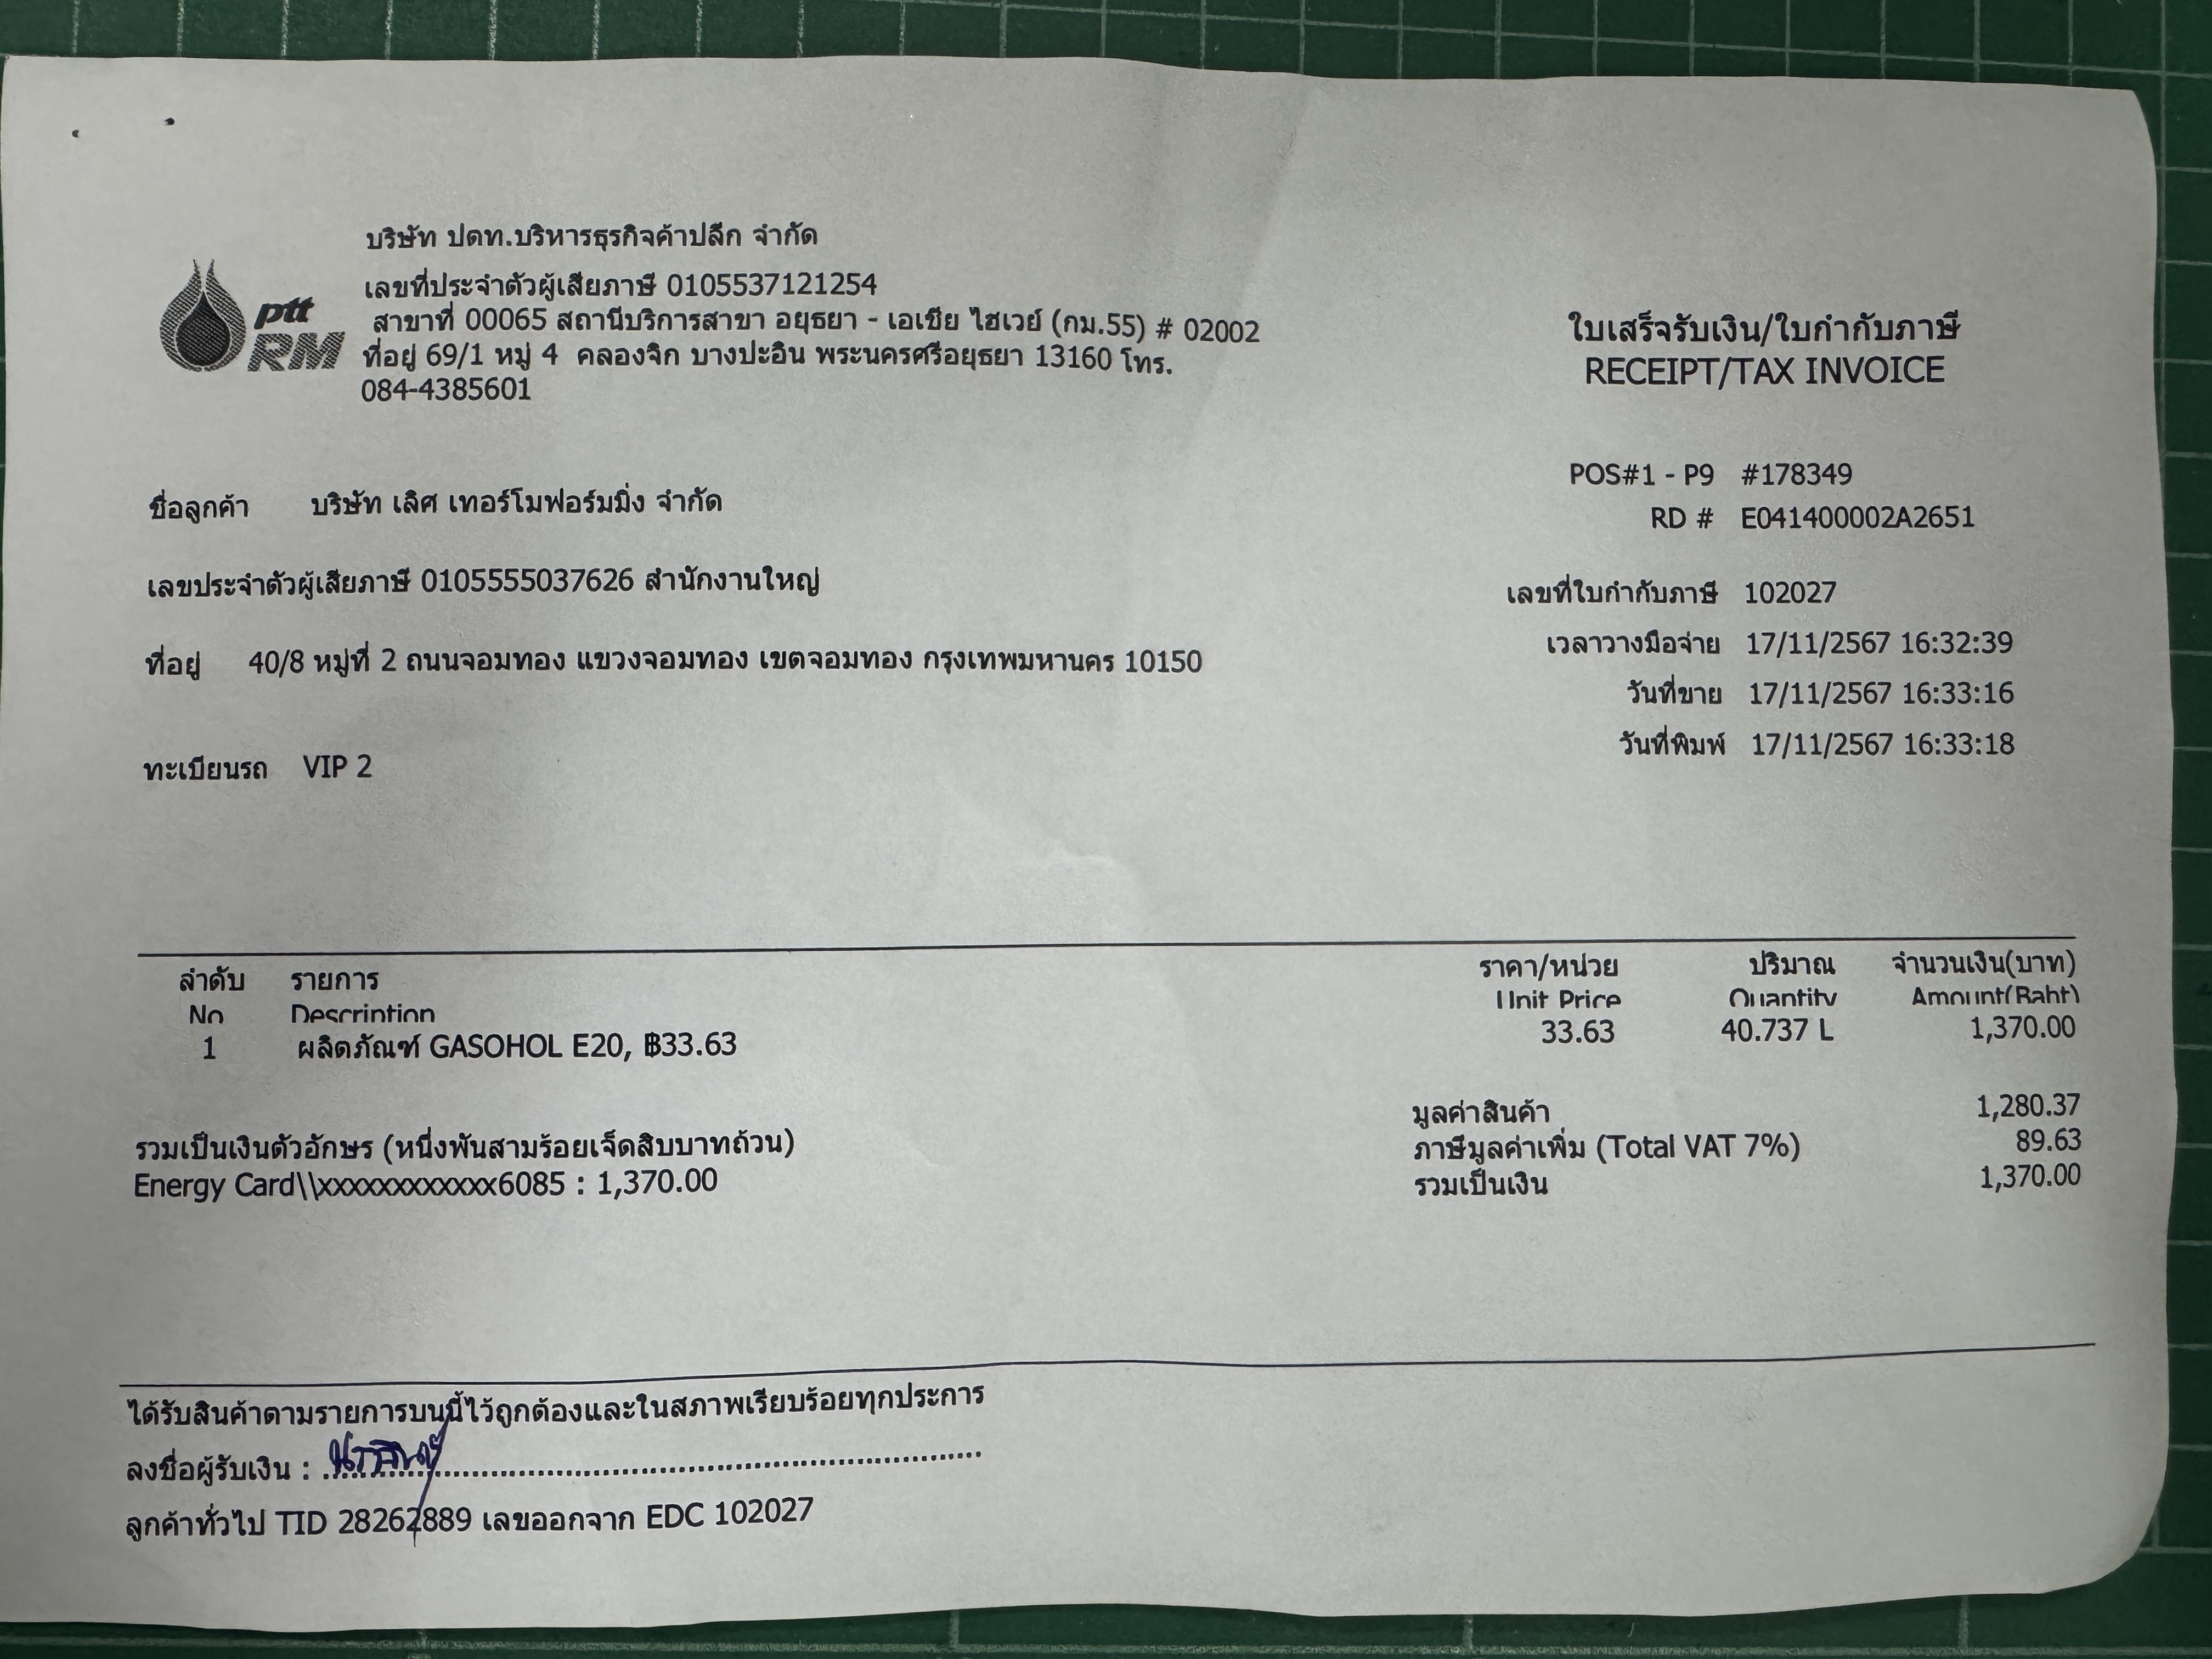 บริษัท ปตท.บริหารธุรกิจค้าปลีก จำกัด
ptt
RM
เลขที่ประจำตัวผู้เสียภาษี 0105537121254
สาขาที่ 00065 สถานีบริการสาขา อยุธยา - เอเชีย ไฮเวย์ (กม.55) # 02002
ที่อยู่ 69/1 หมู่ 4 คลองจิก บางปะอิน พระนครศรีอยุธยา 13160 โทร.
084-4385601
ใบเสร็จรับเงิน/ใบกำกับภาษี
RECEIPT/TAX INVOICE
POS#1 - P9 #178349
RD # E041400002A2651
ชื่อลูกค้า บริษัท เลิศ เทอร์โมฟอร์มมิ่ง จำกัด
เลขประจำตัวผู้เสียภาษี 0105555037626 สำนักงานใหญ่
ที่อยู่ 40/8 หมู่ที่ 2 ถนนจอมทอง แขวงจอมทอง เขตจอมทอง กรุงเทพมหานคร 10150
ทะเบียนรถ VIP 2
เลขที่ใบกำกับภาษี 102027
เวลาวางมือจ่าย 17/11/2567 16:32:39
วันที่ขาย 17/11/2567 16:33:16
วันที่พิมพ์ 17/11/2567 16:33:18
ลำดับ รายการ ราคา/หน่วย ปริมาณ จำนวนเงิน(บาท)
No Description Unit Price Quantity Amount(Baht)
1 ผลิตภัณฑ์ GASOHOL E20, ฿33.63 33.63 40.737 L 1,370.00
มูลค่าสินค้า 1,280.37
รวมเป็นเงินตัวอักษร (หนึ่งพันสามร้อยเจ็ดสิบบาทถ้วน) ภาษีมูลค่าเพิ่ม (Total VAT 7%) 89.63
Energy Card\\xxxxxxxxxxxx6085 : 1,370.00 รวมเป็นเงิน 1,370.00
ได้รับสินค้าตามรายการบนนี้ไว้ถูกต้องและในสภาพเรียบร้อยทุกประการ
ลงชื่อผู้รับเงิน :
ลูกค้าทั่วไป TID 28262889 เลขออกจาก EDC 102027